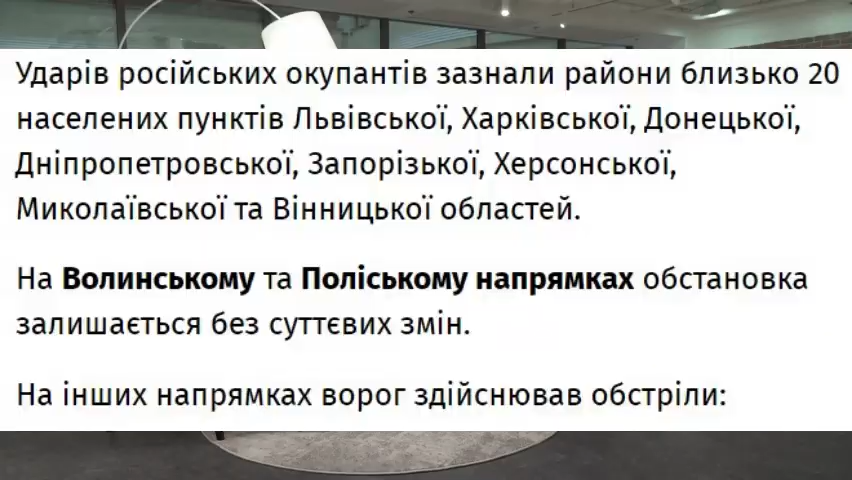 Ударів російських окупантів зазнали райони близько 20
населених пунктів Львівської, Харківської, Донецької,
Дніпропетровської, Запорізької, Херсонської,
Миколаївської та Вінницької областей.
На Волинському та Поліському напрямках обстановка
залишається без суттєвих змін.
На інших напрямках ворог здійснював обстріли: